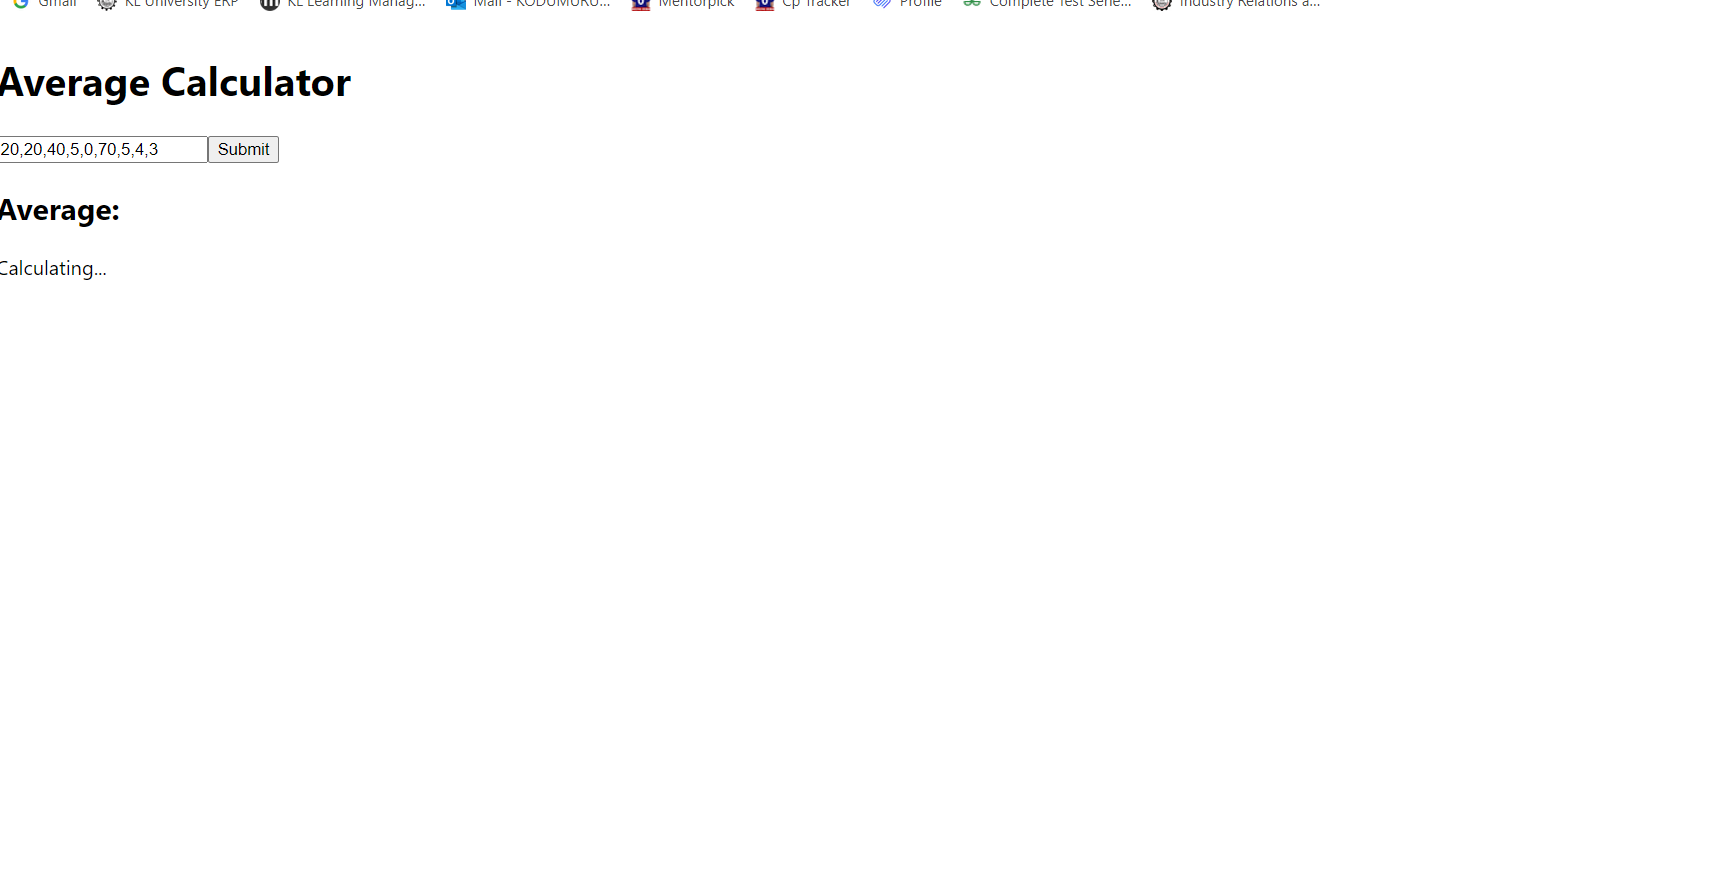 Gmail KL University ERP KL Learning Manag... Mail - KODUMURU... Mentorpick Cp Tracker Profile Complete Test Serie... Industry Relations a...
Average Calculator
20,20,40,5,0,70,5,4,3 Submit
Average:
Calculating...